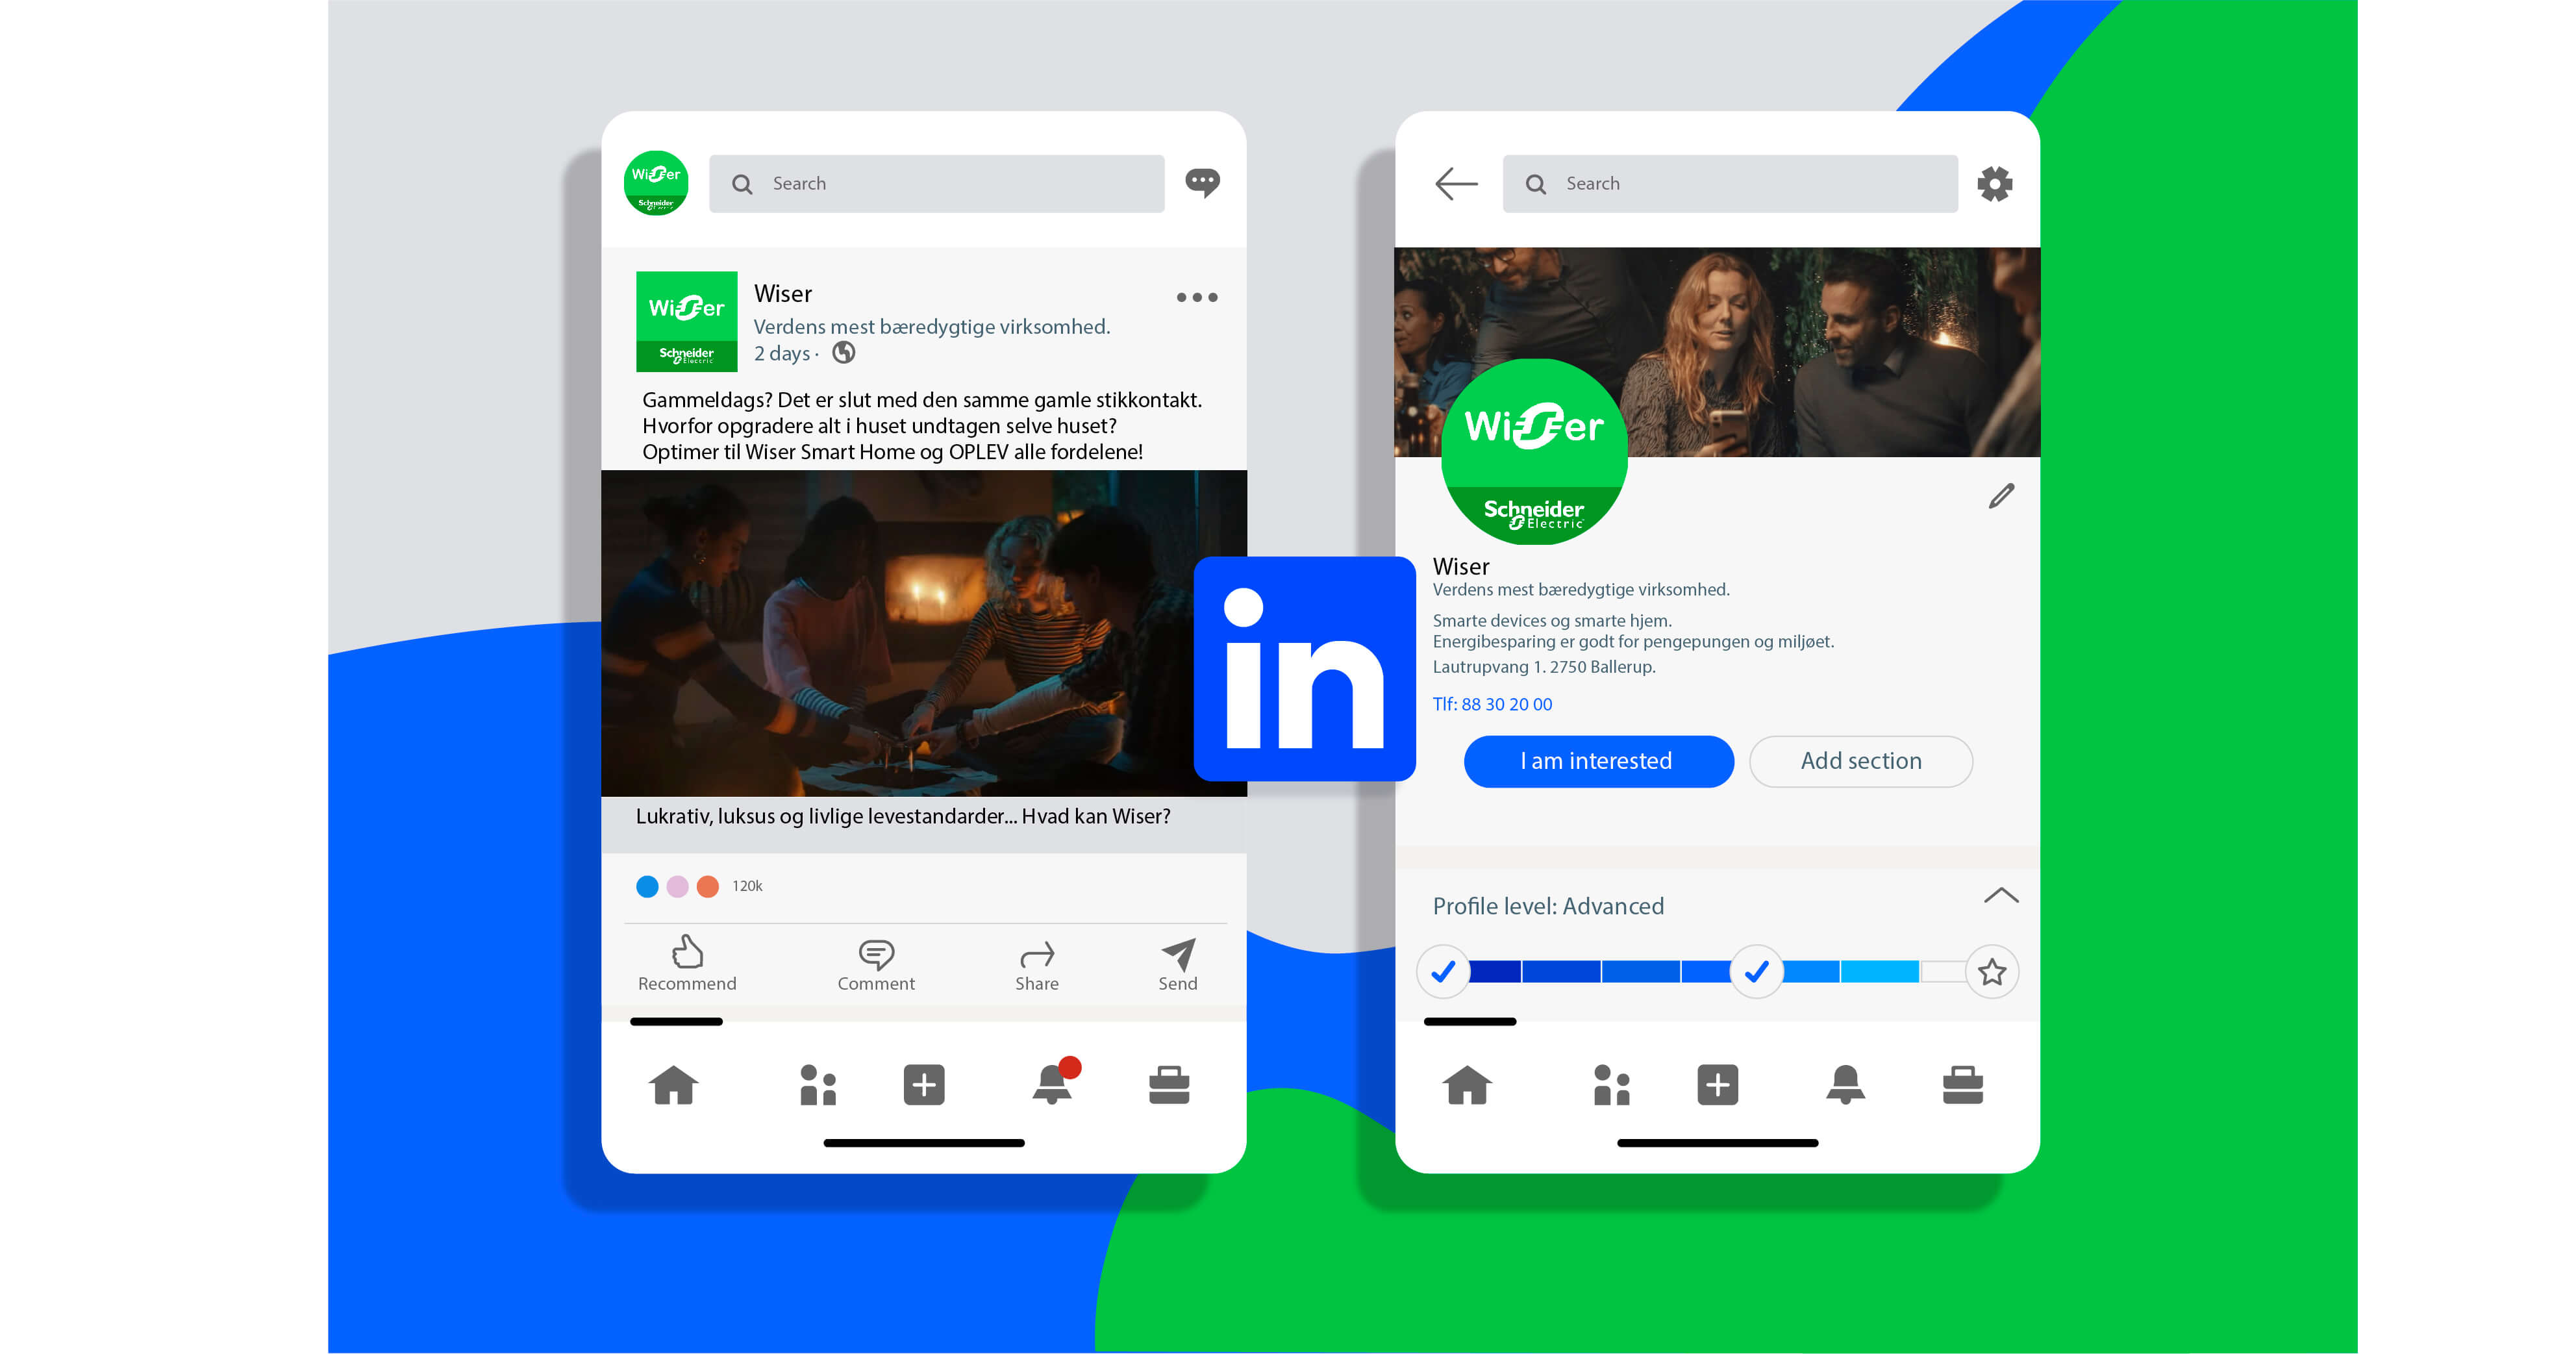 Wiser
Schneider
Electric
Search
Wiser
Schneider
Electric
Wiser
Verdens mest bæredygtige virksomhed.
2 days ·
Gammeldags? Det er slut med den samme gamle stikkontakt.
Hvorfor opgradere alt i huset undtagen selve huset?
Optimer til Wiser Smart Home og OPLEV alle fordelene!
Lukrativ, luksus og livlige levestandarder... Hvad kan Wiser?
120k
Recommend
Comment
Share
Send
in
Search
Wiser
Schneider
Electric
Wiser
Verdens mest bæredygtige virksomhed.
Smarte devices og smarte hjem.
Energibesparing er godt for pengepungen og miljøet.
Lautrupvang 1. 2750 Ballerup.
Tlf: 88 30 20 00
I am interested
Add section
Profile level: Advanced